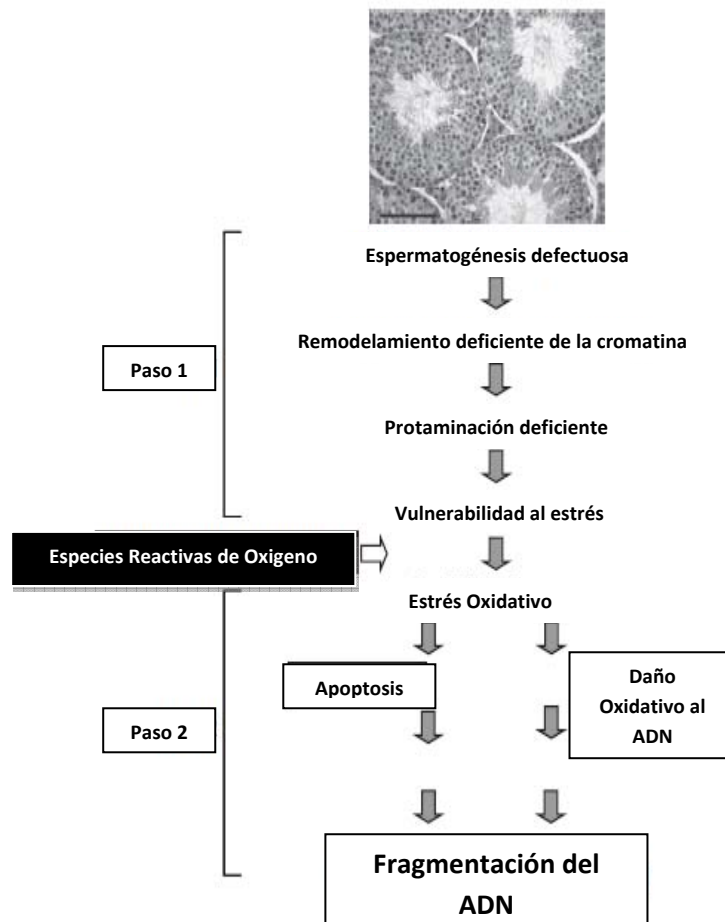 Espermatogénesis defectuosa
Remodelamiento deficiente de la cromatina
Paso 1
Protaminación deficiente
Vulnerabilidad al estrés
Especies Reactivas de Oxigeno
Estrés Oxidativo
Apoptosis
Daño
Oxidativo al
ADN
Paso 2
Fragmentación del
ADN